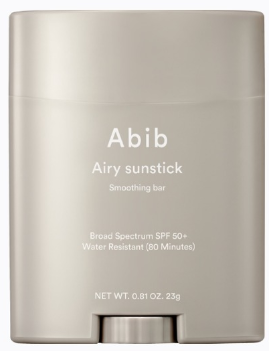 Abib
Airy sunstick
Smoothing bar
Broad Spectrum SPF 50+
Water Resistant (80 Minutes)
NET WT. 0.81 OZ. 23g